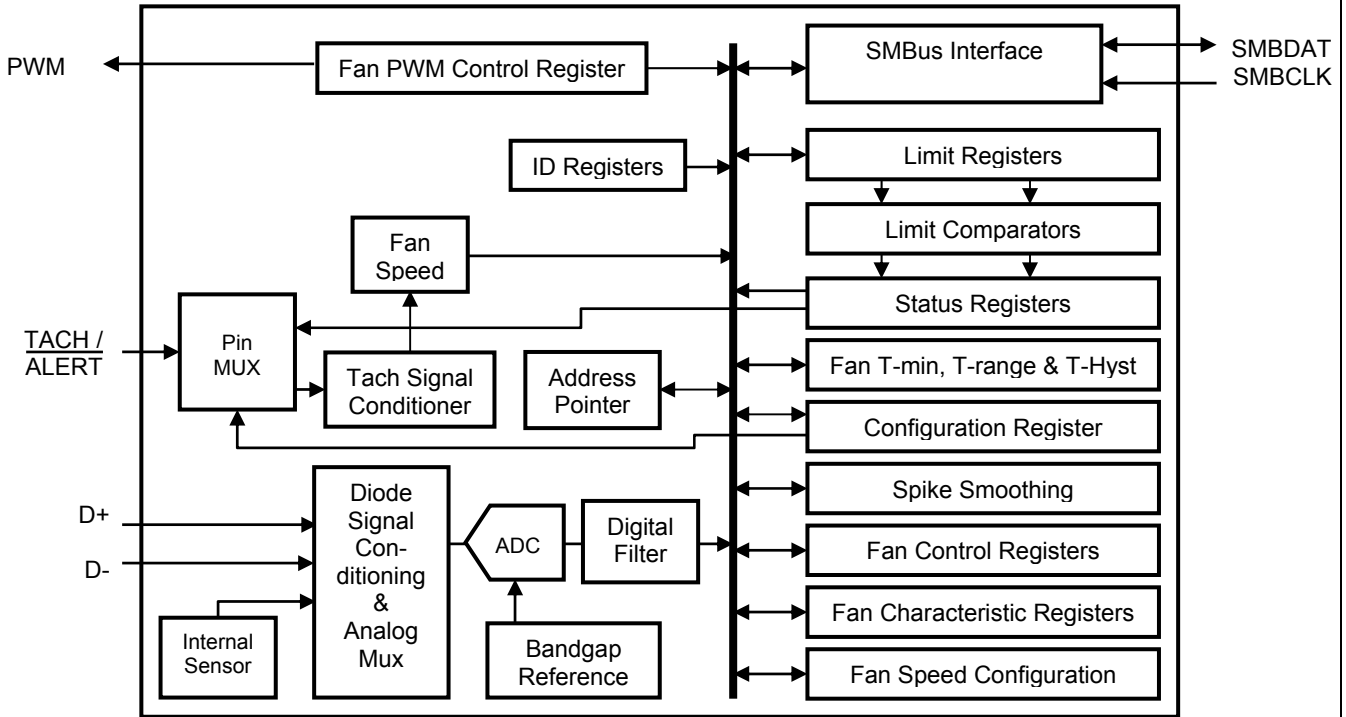 PWM
Fan PWM Control Register
SMBus Interface
SMBDAT
SMBCLK
ID Registers
Limit Registers
Limit Comparators
Status Registers
Fan
Speed
TACH /
ALERT
Pin
MUX
Tach Signal
Conditioner
Address
Pointer
Fan T-min, T-range & T-Hyst
Configuration Register
Spike Smoothing
Fan Control Registers
Fan Characteristic Registers
Fan Speed Configuration
D+
D-
Diode
Signal
Con-
ditioning
&
Analog
Mux
ADC
Digital
Filter
Internal
Sensor
Bandgap
Reference